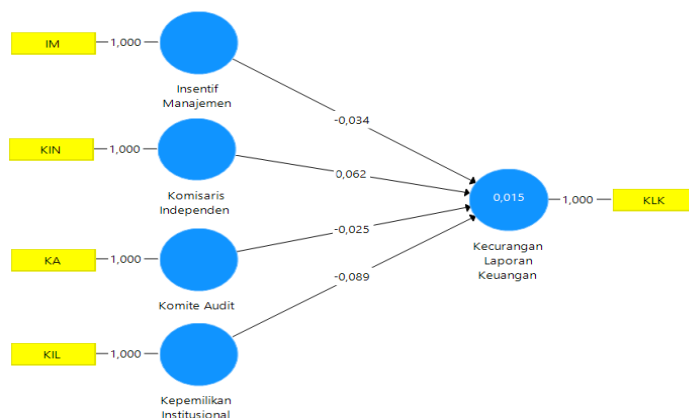 IM
1,000
Insentif
Manajemen
-0,034
KIN
1,000
Komisaris
Independen
0,062
0,015
1,000
KLK
Kecurangan
Laporan
Keuangan
-0,025
KA
1,000
Komite Audit
-0,089
KIL
1,000
Kepemilikan
Institusional